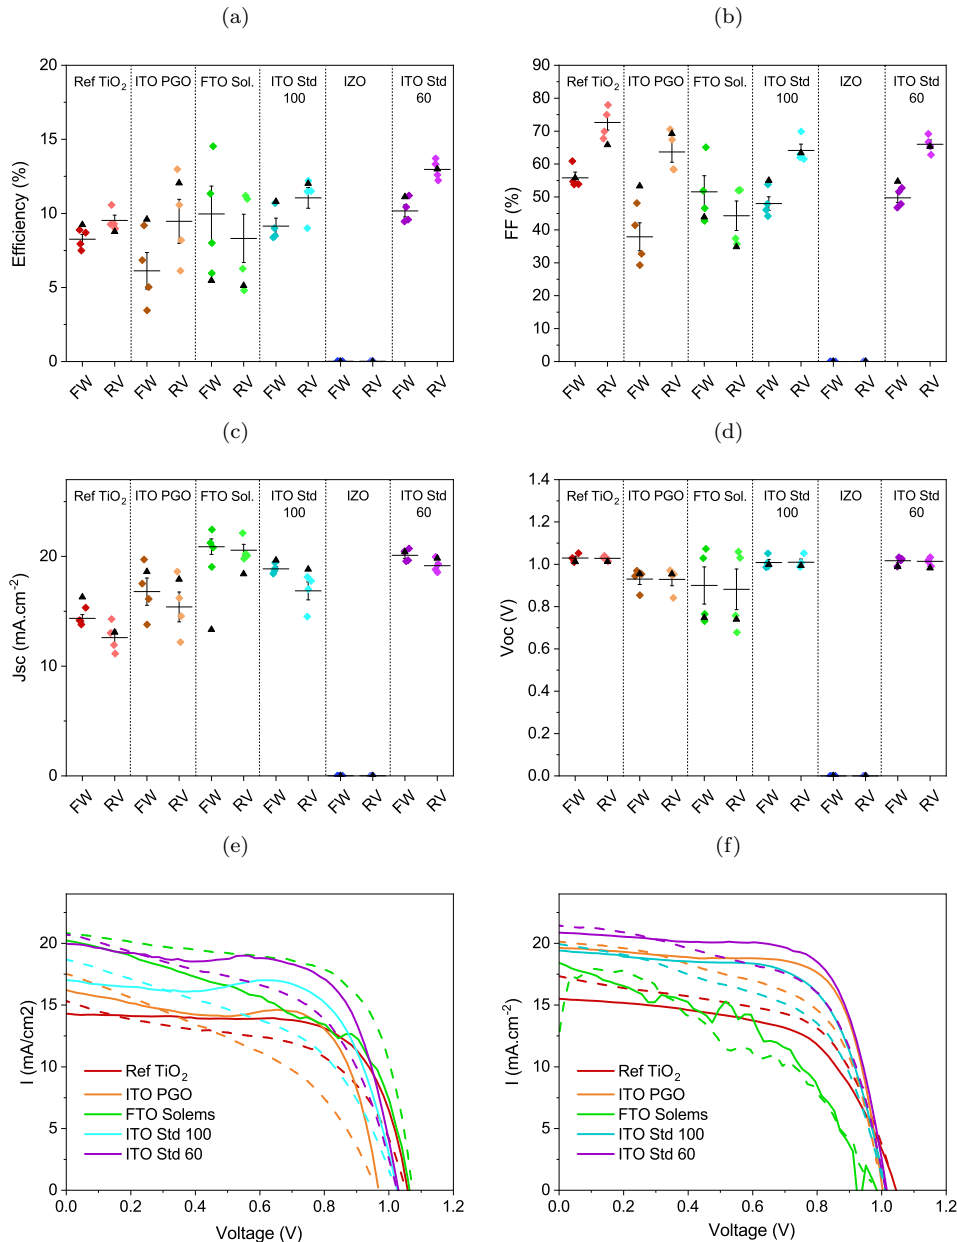 (a)
Ref TiO2 ITO PGO FTO Sol. ITO Std 100 IZO ITO Std 60
Efficiency (%)
20
15
10
5
0
FW RV FW RV FW RV FW RV FW RV FW RV
(b)
Ref TiO2 ITO PGO FTO Sol. ITO Std 100 IZO ITO Std 60
FF (%)
90
80
70
60
50
40
30
20
10
0
FW RV FW RV FW RV FW RV FW RV FW RV
(c)
Ref TiO2 ITO PGO FTO Sol. ITO Std 100 IZO ITO Std 60
Jsc (mA.cm-2)
20
10
0
FW RV FW RV FW RV FW RV FW RV FW RV
(d)
Ref TiO2 ITO PGO FTO Sol. ITO Std 100 IZO ITO Std 60
Voc (V)
1.4
1.2
1.0
0.8
0.6
0.4
0.2
0.0
FW RV FW RV FW RV FW RV FW RV FW RV
(e)
I (mA/cm2)
20
15
10
5
0
Ref TiO2
ITO PGO
FTO Solems
ITO Std 100
ITO Std 60
0.0 0.2 0.4 0.6 0.8 1.0 1.2
Voltage (V)
(f)
I (mA.cm-2)
20
15
10
5
0
Ref TiO2
ITO PGO
FTO Solems
ITO Std 100
ITO Std 60
0.0 0.2 0.4 0.6 0.8 1.0 1.2
Voltage (V)